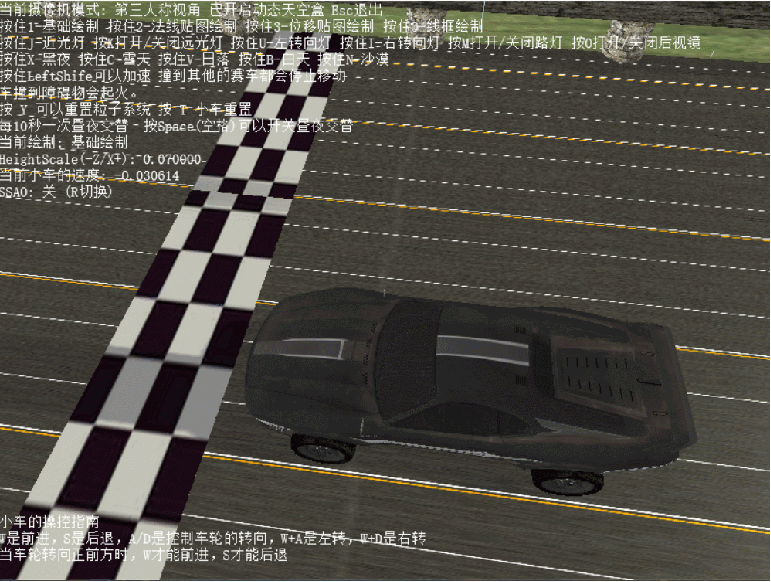 当前摄像机模式: 第三人称视角 已开启动态天空盒 Esc退出
按住1-基础绘制 按住2-法线贴图绘制 按住3-位移贴图绘制 按住0-线框绘制
按住J-近光灯 按K打开/关闭远光灯 按住U-左转向灯 按住I-右转向灯 按M打开/关闭路灯 按O打开/关闭后视镜
按住X-黑夜 按住C-雪天 按住V-日落 按住B-白天 按住N-沙漠
按住LeftShife可以加速 撞到其他的赛车都会停止移动
车撞到障碍物会起火。
按 Y 可以重置粒子系统 按 T 小车重置
每10秒一次昼夜交替 按Space(空格)可以开关昼夜交替
当前绘制: 基础绘制
HeightScale(-Z/X+): 0.070000
当前小车的速度: -0.030614
SSAO: 关 (R切换)
小车的操控指南
W是前进, S是后退, A/D是控制车轮的转向, W+A是左转, W+D是右转
当车轮转向正前方时, W才能前进, S才能后退